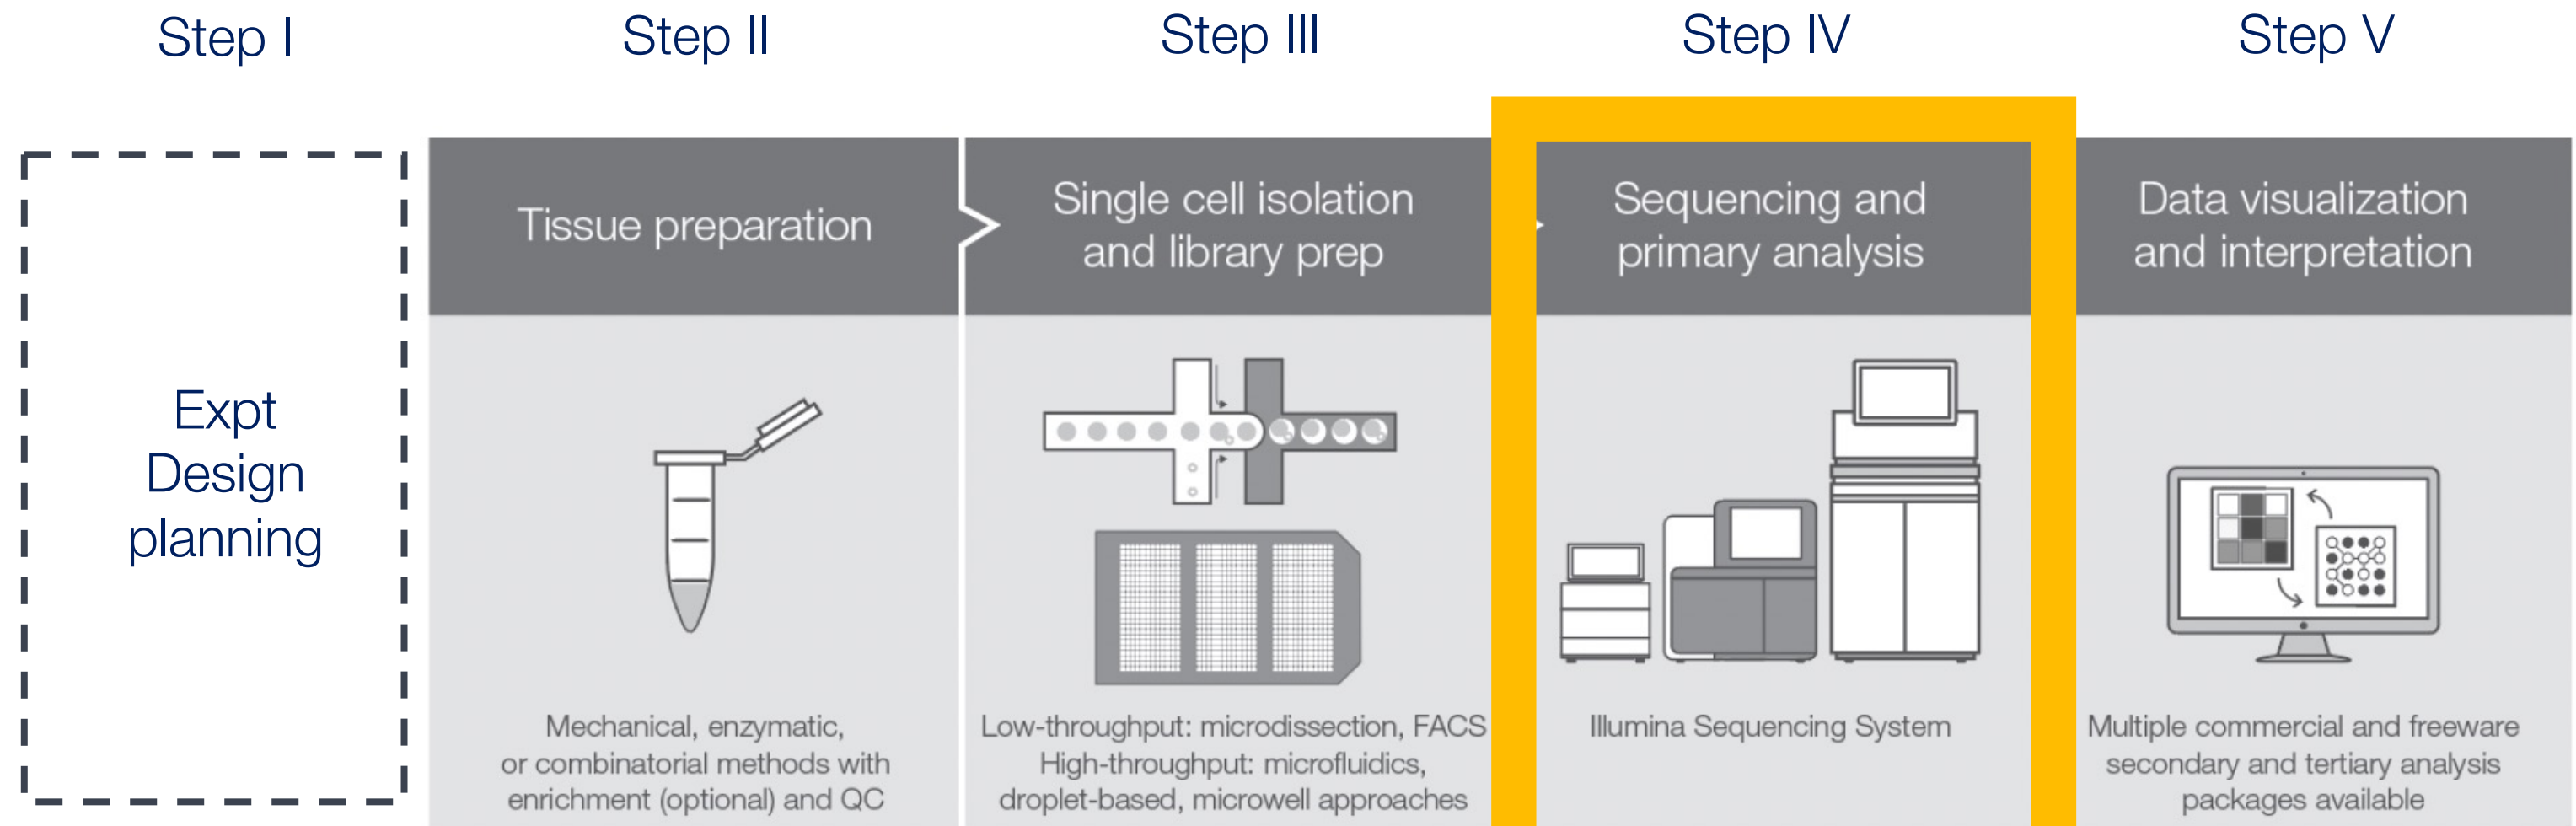 Step I
Step II
Step III
Step IV
Step V
Expt
Design
planning
Tissue preparation
Mechanical, enzymatic,
or combinatorial methods with
enrichment (optional) and QC
Single cell isolation
and library prep
Low-throughput: microdissection, FACS
High-throughput: microfluidics,
droplet-based, microwell approaches
Sequencing and
primary analysis
Illumina Sequencing System
Data visualization
and interpretation
Multiple commercial and freeware
secondary and tertiary analysis
packages available